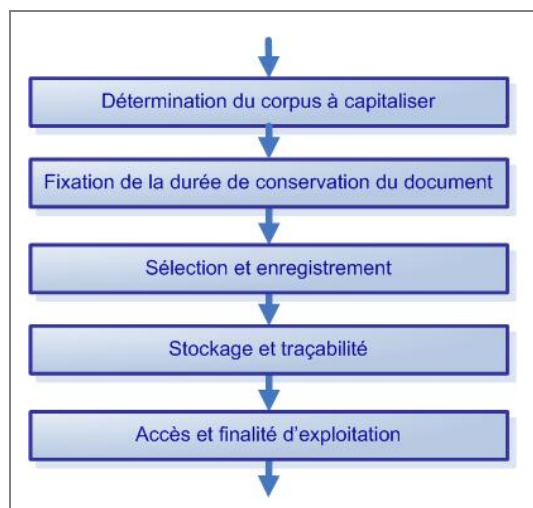 Détermination du corpus à capitaliser
Fixation de la durée de conservation du document
Sélection et enregistrement
Stockage et traçabilité
Accès et finalité d'exploitation